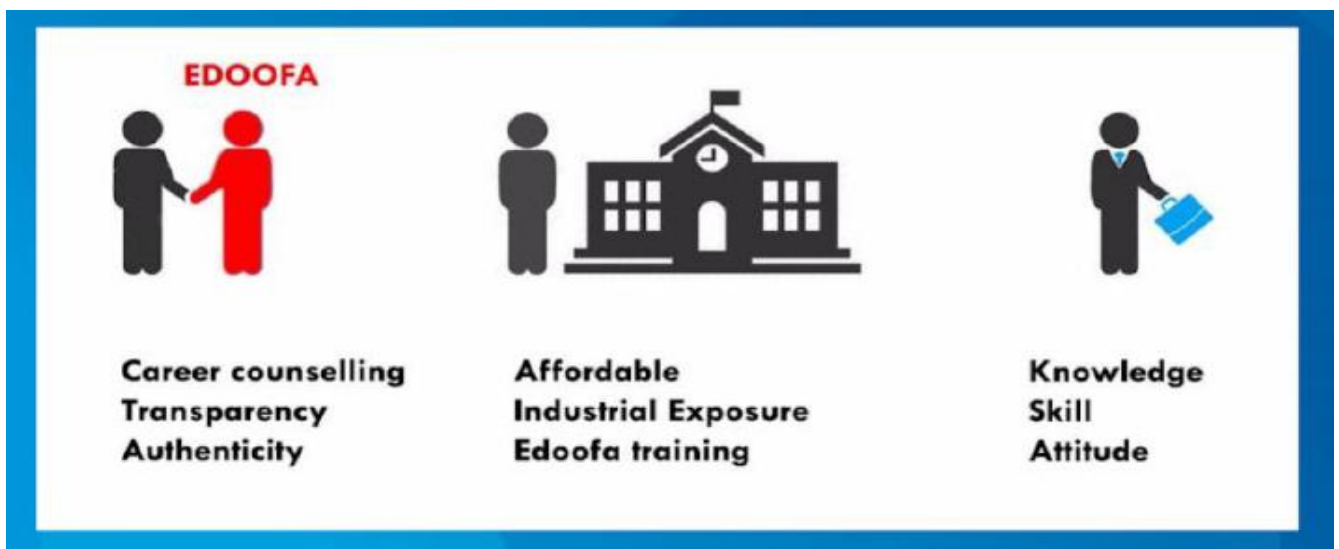 EDOOFA
Career counselling
Transparency
Authenticity
Affordable
Industrial Exposure
Edoofa training
Knowledge
Skill
Attitude